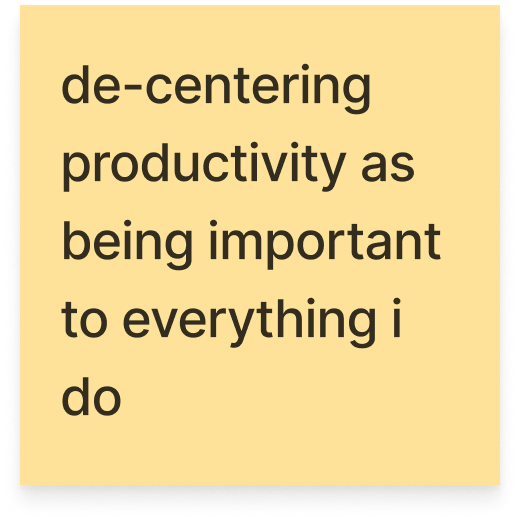 de-centering
productivity as
being important
to everything i
do